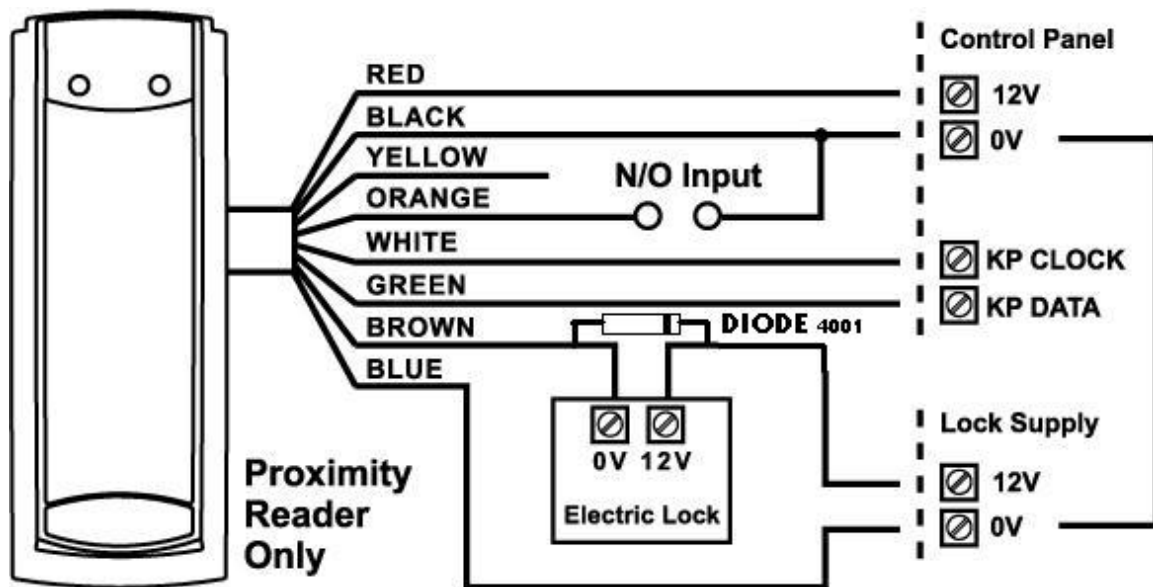 Control Panel
RED
12V
BLACK
0V
YELLOW
N/O Input
ORANGE
WHITE
KP CLOCK
GREEN
KP DATA
BROWN
DIODE 4001
BLUE
Lock Supply
0V 12V
12V
Electric Lock
0V
Proximity
Reader
Only